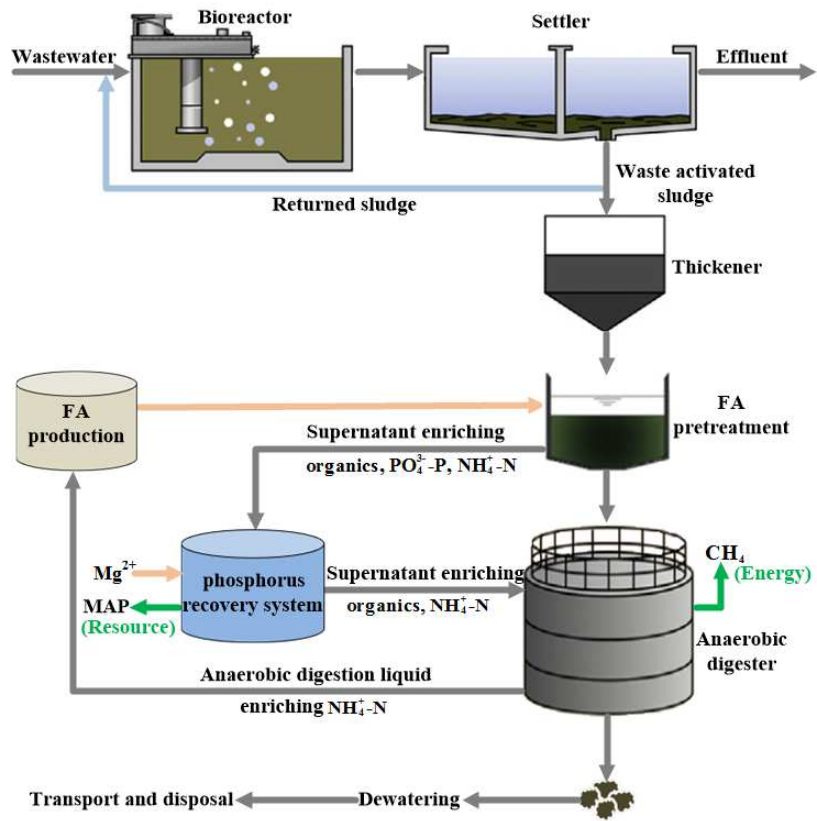 Bioreactor
Settler
Wastewater
Effluent
Waste activated
sludge
Returned sludge
Thickener
FA
production
FA
pretreatment
Supernatant enriching
organics, PO₄³⁻-P, NH₄⁺-N
Mg²⁺
phosphorus
recovery system
MAP
(Resource)
Supernatant enriching
organics, NH₄⁺-N
CH₄
(Energy)
Anaerobic
digester
Anaerobic digestion liquid
enriching NH₄⁺-N
Transport and disposal
Dewatering